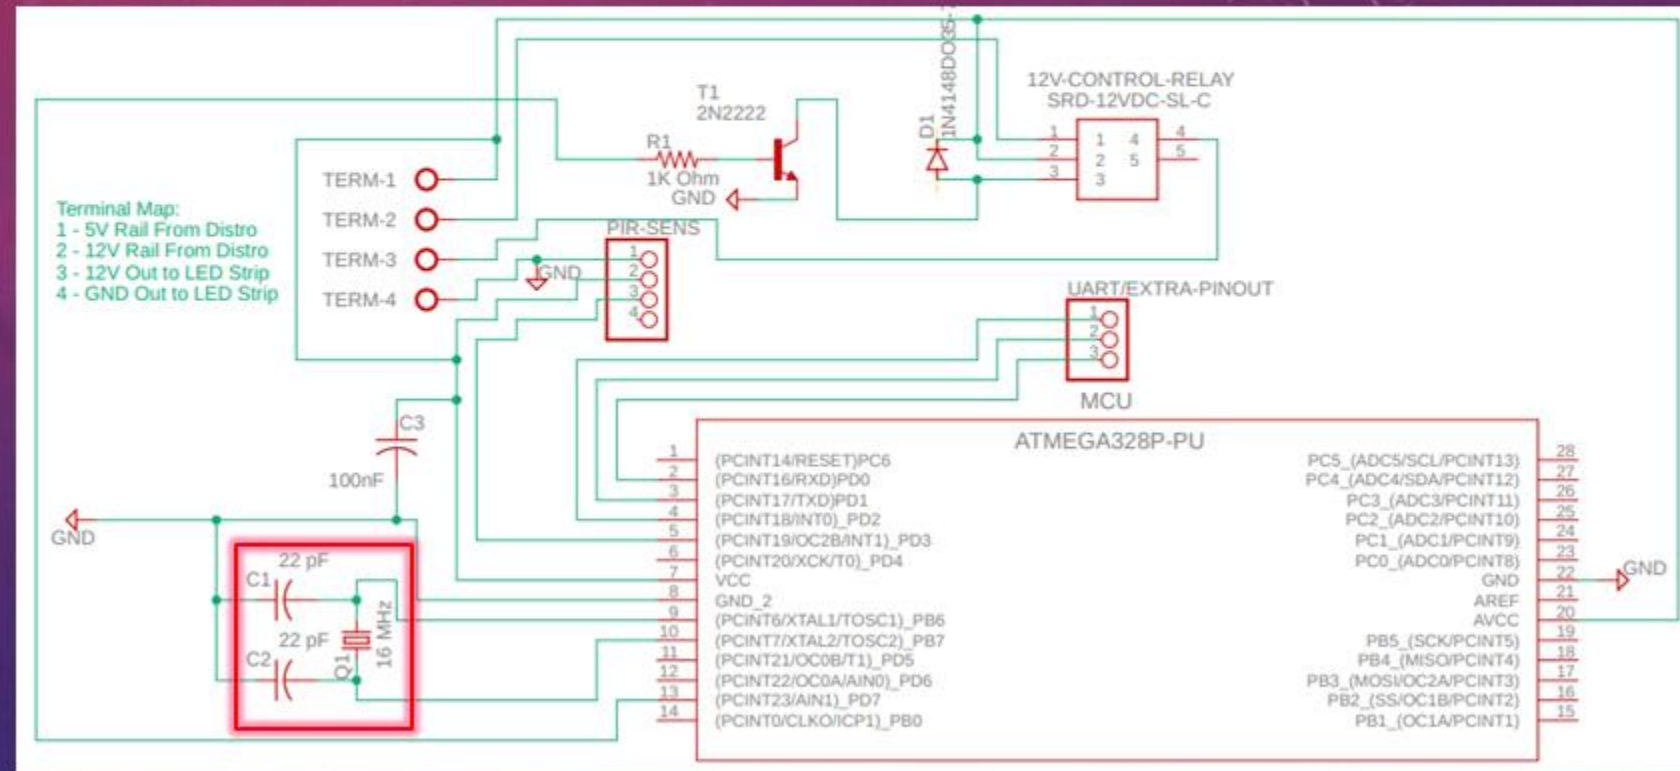 1N4148DO35-
D1
12V-CONTROL-RELAY
SRD-12VDC-SL-C
1 1 4 4
2 2 5 5
3 3
T1
2N2222
R1
1K Ohm
GND
TERM-1
TERM-2
TERM-3
TERM-4
Terminal Map:
1 - 5V Rail From Distro
2 - 12V Rail From Distro
3 - 12V Out to LED Strip
4 - GND Out to LED Strip
PIR-SENS
1
2
3
4
GND
UART/EXTRA-PINOUT
1
2
3
MCU
ATMEGA328P-PU
C3
100nF
GND
22 pF
C1
22 pF
C2
Q1
16 MHz
1 (PCINT14/RESET)PC6
2 (PCINT16/RXD)PD0
3 (PCINT17/TXD)PD1
4 (PCINT18/INT0)_PD2
5 (PCINT19/OC2B/INT1)_PD3
6 (PCINT20/XCK/T0)_PD4
7 VCC
8 GND_2
9 (PCINT6/XTAL1/TOSC1)_PB6
10 (PCINT7/XTAL2/TOSC2)_PB7
11 (PCINT21/OC0B/T1)_PD5
12 (PCINT22/OC0A/AIN0)_PD6
13 (PCINT23/AIN1)_PD7
14 (PCINT0/CLKO/ICP1)_PB0
PC5_(ADC5/SCL/PCINT13) 28
PC4_(ADC4/SDA/PCINT12) 27
PC3_(ADC3/PCINT11) 26
PC2_(ADC2/PCINT10) 25
PC1_(ADC1/PCINT9) 24
PC0_(ADC0/PCINT8) 23
GND 22
AREF 21
AVCC 20
PB5_(SCK/PCINT5) 19
PB4_(MISO/PCINT4) 18
PB3_(MOSI/OC2A/PCINT3) 17
PB2_(SS/OC1B/PCINT2) 16
PB1_(OC1A/PCINT1) 15
GND